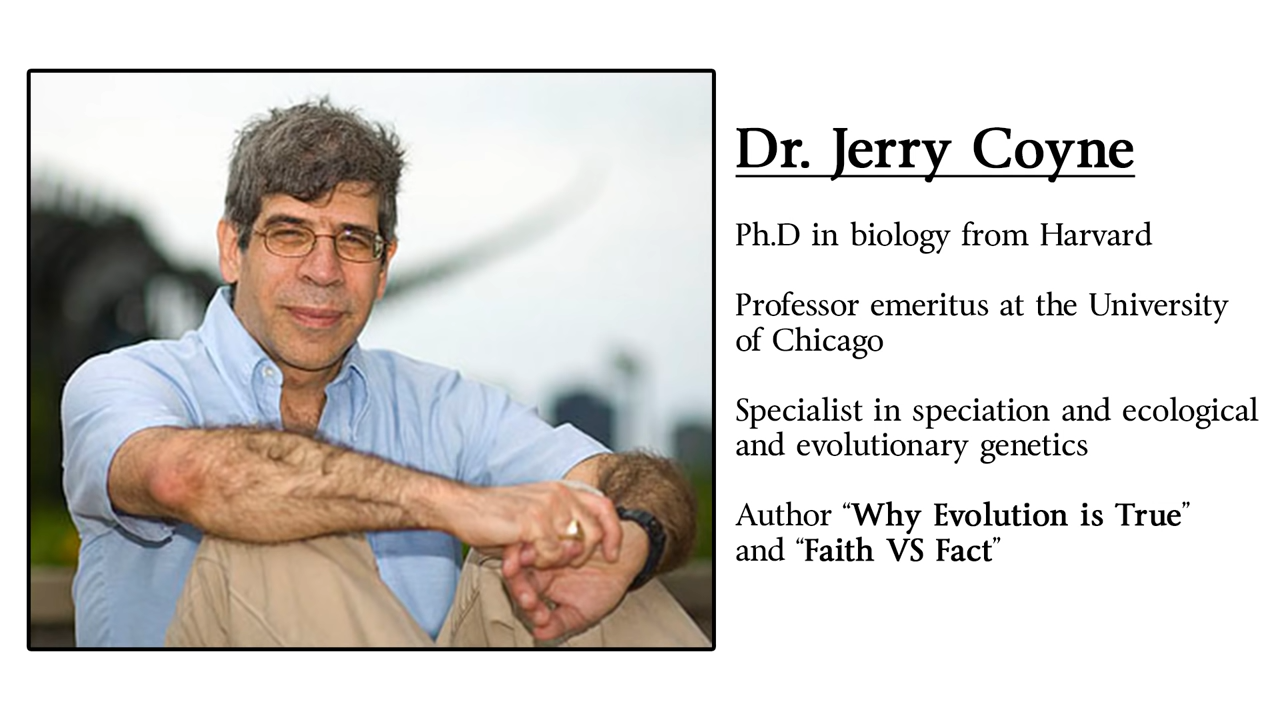 Dr. Jerry Coyne
Ph.D in biology from Harvard
Professor emeritus at the University
of Chicago
Specialist in speciation and ecological
and evolutionary genetics
Author “Why Evolution is True”
and “Faith VS Fact”